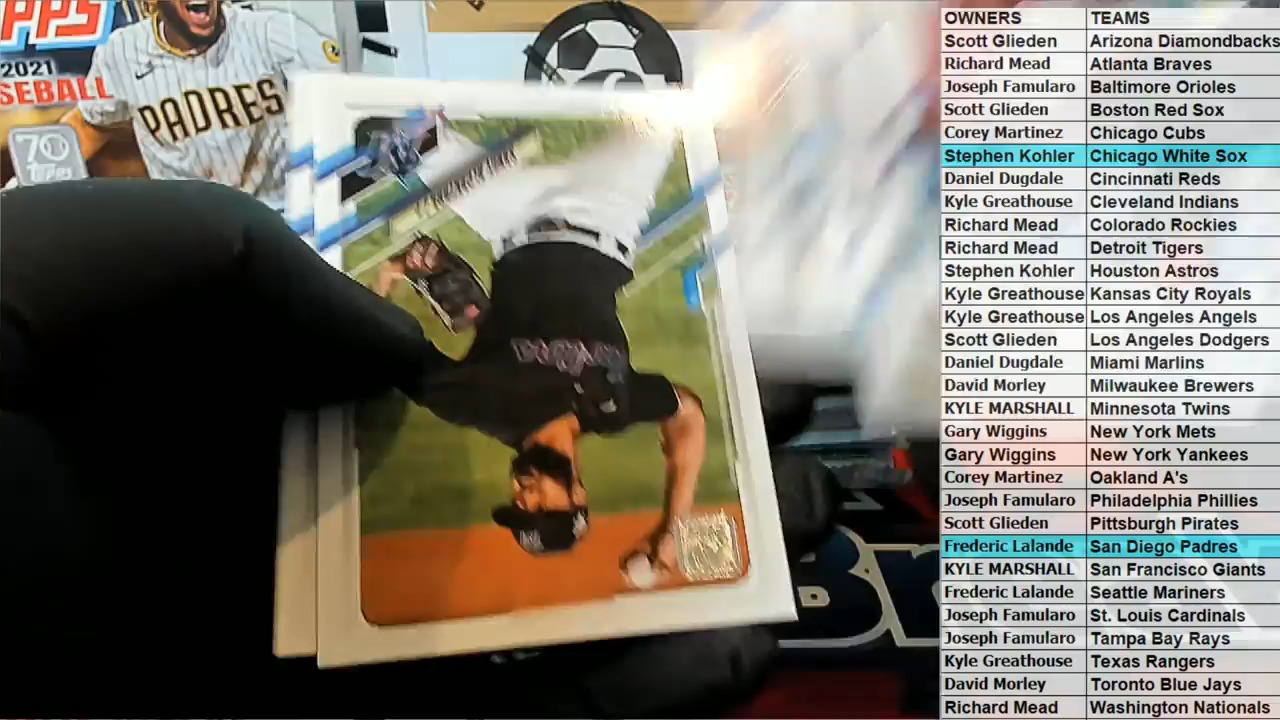 PPS
2021
SEBALL
PADRES
70
Topps
OWNERS TEAMS
Scott Glieden Arizona Diamondbacks
Richard Mead Atlanta Braves
Joseph Famularo Baltimore Orioles
Scott Glieden Boston Red Sox
Corey Martinez Chicago Cubs
Stephen Kohler Chicago White Sox
Daniel Dugdale Cincinnati Reds
Kyle Greathouse Cleveland Indians
Richard Mead Colorado Rockies
Richard Mead Detroit Tigers
Stephen Kohler Houston Astros
Kyle Greathouse Kansas City Royals
Kyle Greathouse Los Angeles Angels
Scott Glieden Los Angeles Dodgers
Daniel Dugdale Miami Marlins
David Morley Milwaukee Brewers
KYLE MARSHALL Minnesota Twins
Gary Wiggins New York Mets
Gary Wiggins New York Yankees
Corey Martinez Oakland A's
Joseph Famularo Philadelphia Phillies
Scott Glieden Pittsburgh Pirates
Frederic Lalande San Diego Padres
KYLE MARSHALL San Francisco Giants
Frederic Lalande Seattle Mariners
Joseph Famularo St. Louis Cardinals
Joseph Famularo Tampa Bay Rays
Kyle Greathouse Texas Rangers
David Morley Toronto Blue Jays
Richard Mead Washington Nationals